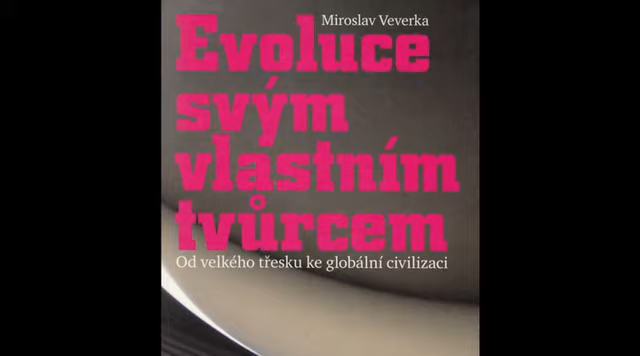 Miroslav Veverka
Evoluce
svým
vlastním
tvůrcem
Od velkého třesku ke globální civilizaci